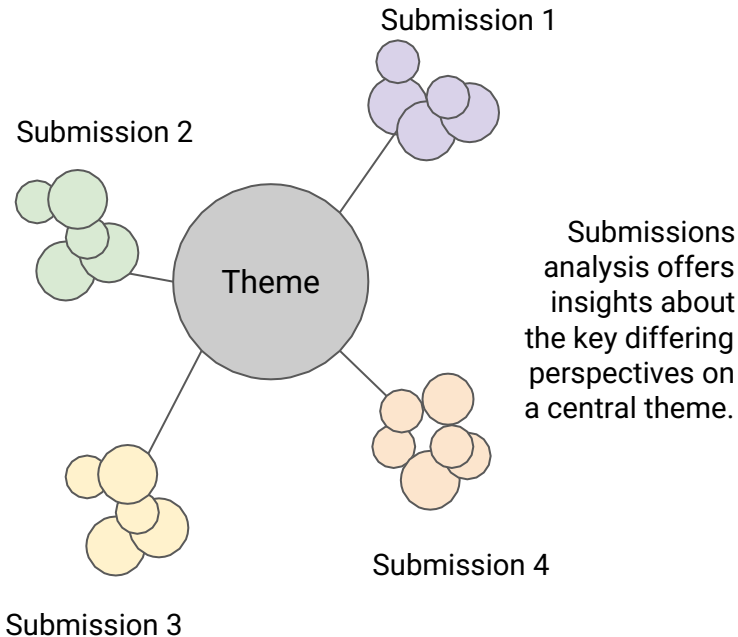 Submission 1
Submission 2
Theme
Submissions
analysis offers
insights about
the key differing
perspectives on
a central theme.
Submission 4
Submission 3